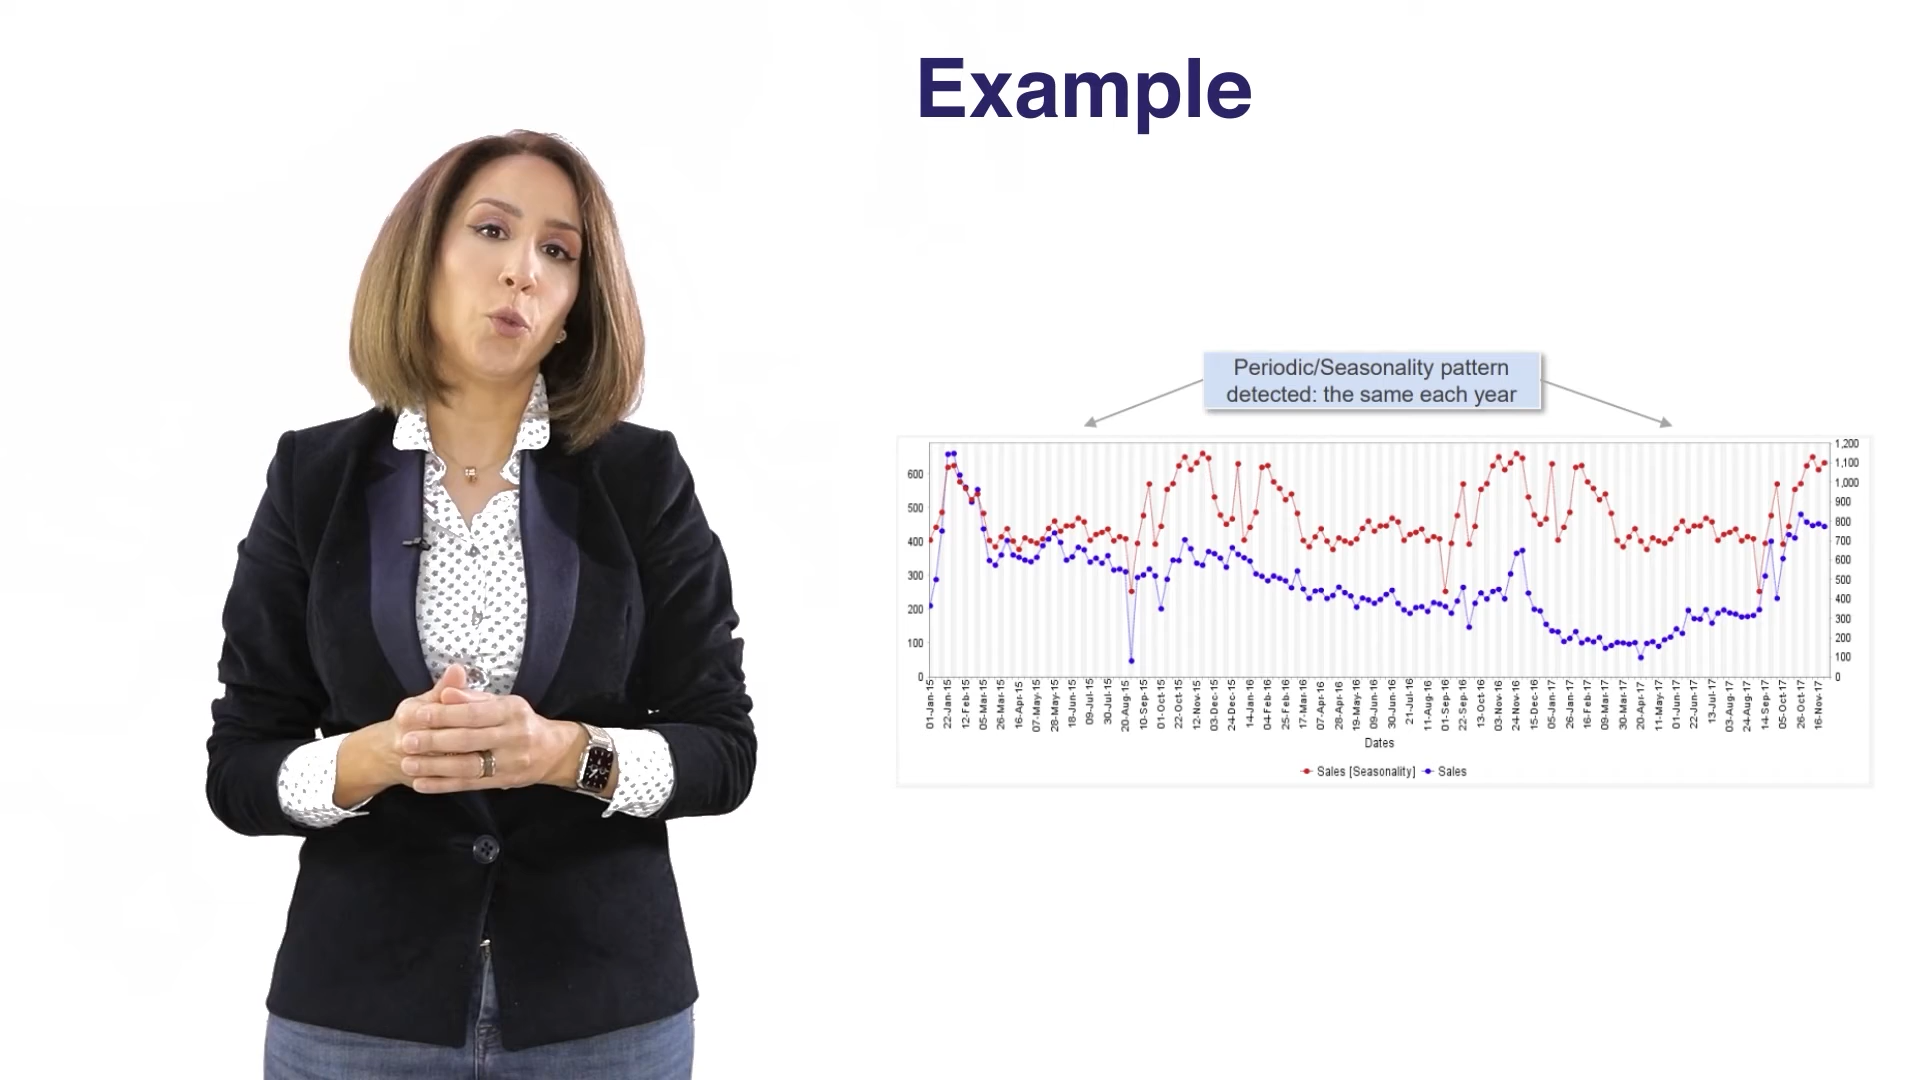 Example
Periodic/Seasonality pattern
detected: the same each year
600
500
400
300
200
100
0
1,200
1,100
1,000
900
800
700
600
500
400
300
200
100
0
01-Jan-15
22-Jan-15
12-Feb-15
05-Mar-15
26-Mar-15
16-Apr-15
07-May-15
28-May-15
18-Jun-15
09-Jul-15
30-Jul-15
20-Aug-15
10-Sep-15
01-Oct-15
22-Oct-15
12-Nov-15
03-Dec-15
24-Dec-15
14-Jan-16
04-Feb-16
25-Feb-16
17-Mar-16
07-Apr-16
28-Apr-16
19-May-16
09-Jun-16
30-Jun-16
21-Jul-16
11-Aug-16
01-Sep-16
22-Sep-16
13-Oct-16
03-Nov-16
24-Nov-16
15-Dec-16
05-Jan-17
26-Jan-17
16-Feb-17
09-Mar-17
30-Mar-17
20-Apr-17
11-May-17
01-Jun-17
22-Jun-17
13-Jul-17
03-Aug-17
24-Aug-17
14-Sep-17
05-Oct-17
26-Oct-17
16-Nov-17
Dates
Sales [Seasonality] Sales